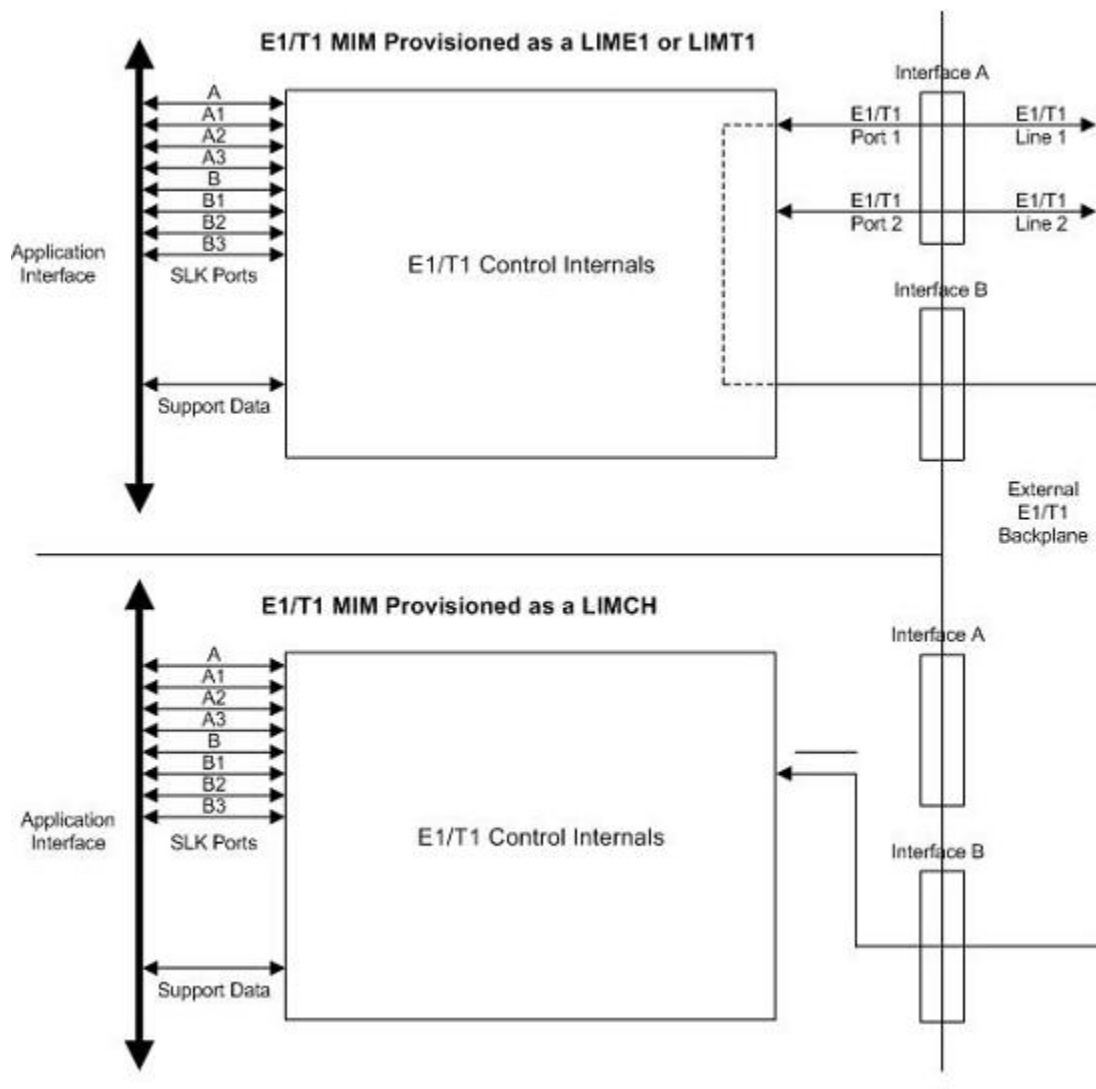 E1/T1 MIM Provisioned as a LIME1 or LIMT1
Interface A
A
A1
A2
A3
B
B1
B2
B3
SLK Ports
Application
Interface
Support Data
E1/T1 Control Internals
E1/T1
Port 1
E1/T1
Line 1
E1/T1
Port 2
E1/T1
Line 2
Interface B
External
E1/T1
Backplane
E1/T1 MIM Provisioned as a LIMCH
Interface A
A
A1
A2
A3
B
B1
B2
B3
SLK Ports
Application
Interface
Support Data
E1/T1 Control Internals
Interface B